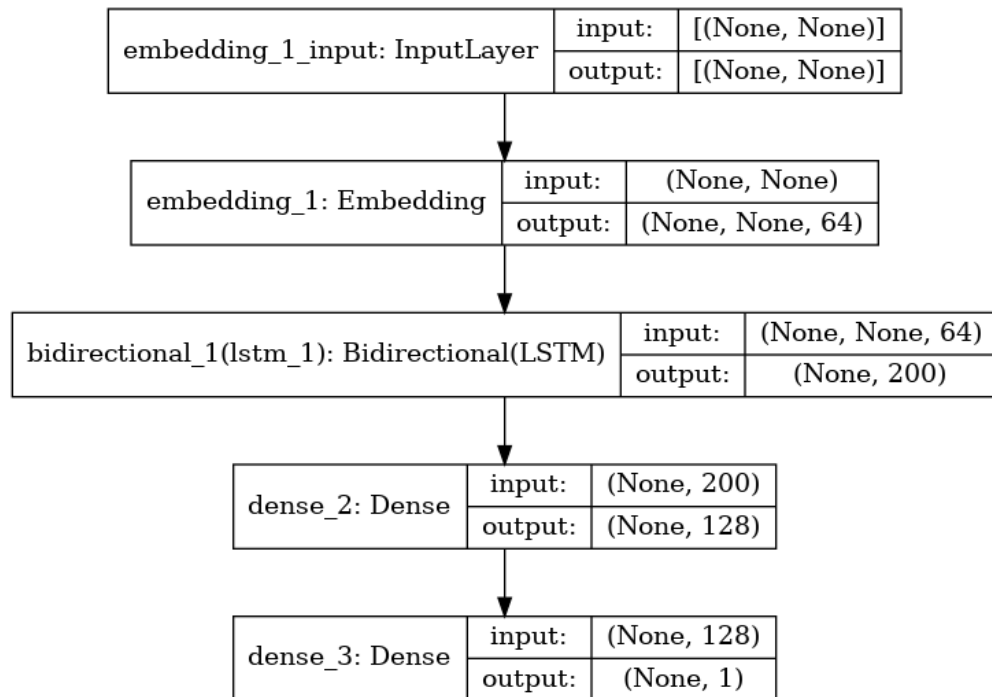 embedding_1_input: InputLayer
input: [(None, None)]
output: [(None, None)]
embedding_1: Embedding
input: (None, None)
output: (None, None, 64)
bidirectional_1(lstm_1): Bidirectional(LSTM)
input: (None, None, 64)
output: (None, 200)
dense_2: Dense
input: (None, 200)
output: (None, 128)
dense_3: Dense
input: (None, 128)
output: (None, 1)